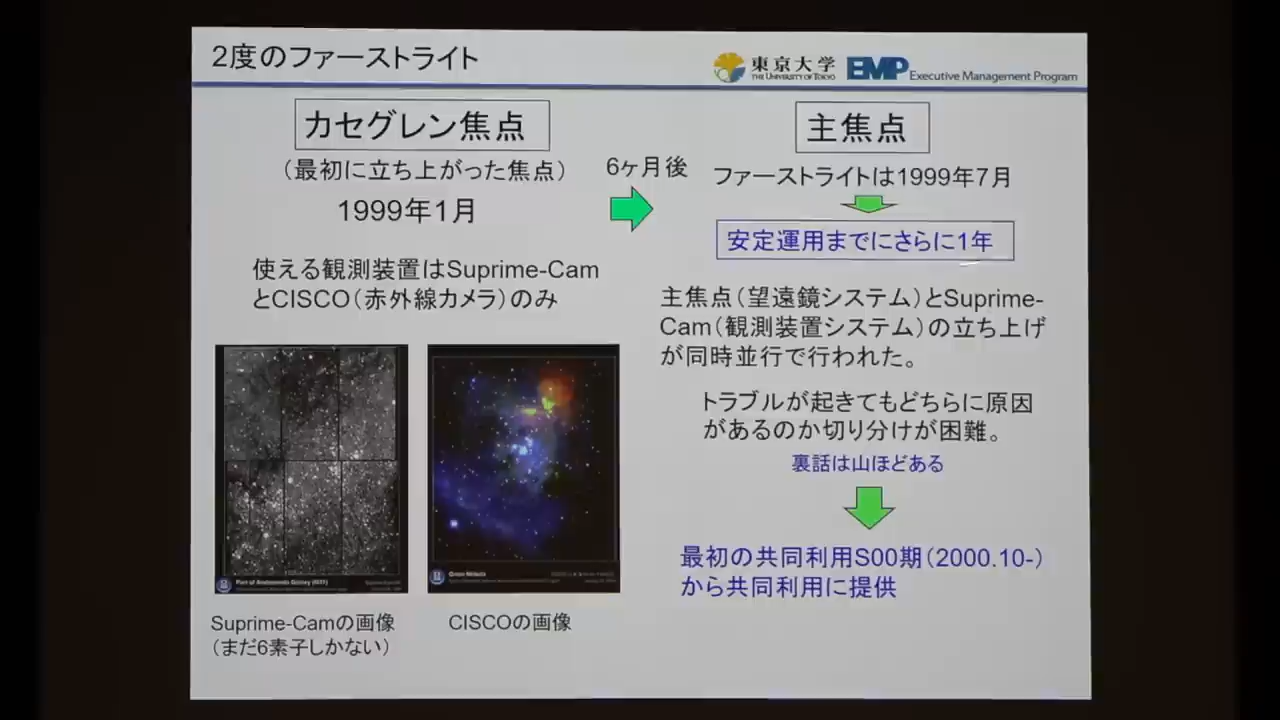 2度のファーストライト
東京大学
THE UNIVERSITY OF TOKYO
EMP Executive Management Program
カセグレン焦点
（最初に立ち上がった焦点）
1999年1月
使える観測装置はSuprime-Cam
とCISCO（赤外線カメラ）のみ
Part of Andromeda Galaxy (M31)
Orion Nebula
Suprime-Camの画像
（まだ6素子しかない）
CISCOの画像
6ヶ月後
主焦点
ファーストライトは1999年7月
安定運用までにさらに1年
主焦点（望遠鏡システム）とSuprime-
Cam（観測装置システム）の立ち上げ
が同時並行で行われた。
トラブルが起きてもどちらに原因
があるのか切り分けが困難。
裏話は山ほどある
最初の共同利用S00期（2000.10-）
から共同利用に提供